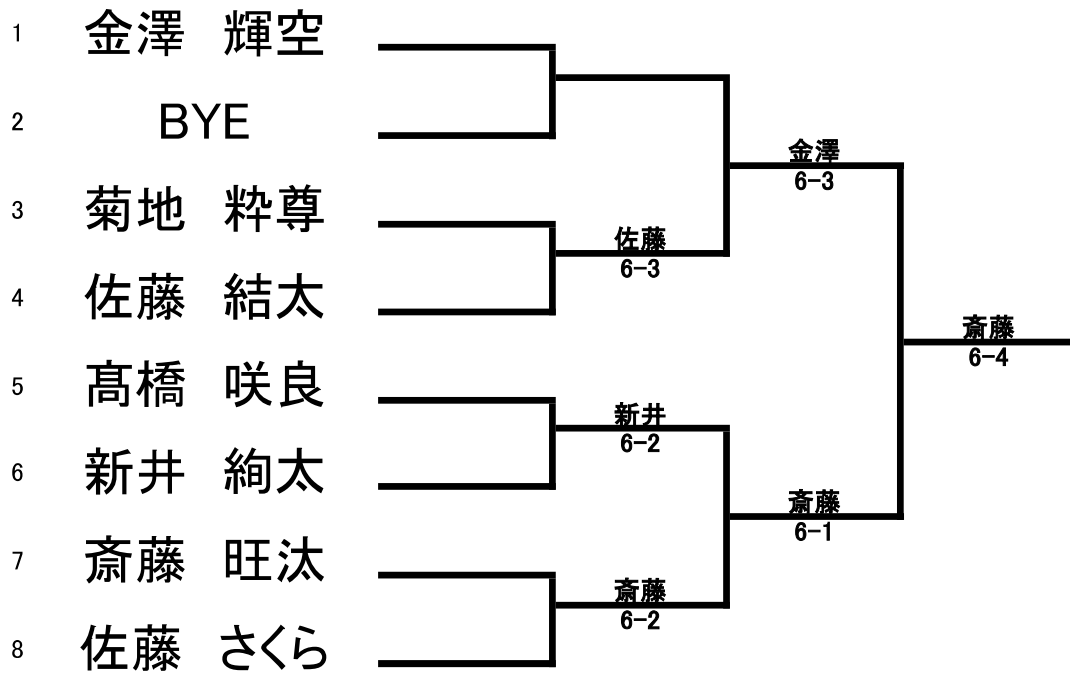 1 金澤 輝空
2 BYE
3 菊地 粋尊
4 佐藤 結太
5 髙橋 咲良
6 新井 絢太
7 斎藤 旺汰
8 佐藤 さくら
佐藤
6-3
新井
6-2
斎藤
6-2
金澤
6-3
斎藤
6-1
斎藤
6-4